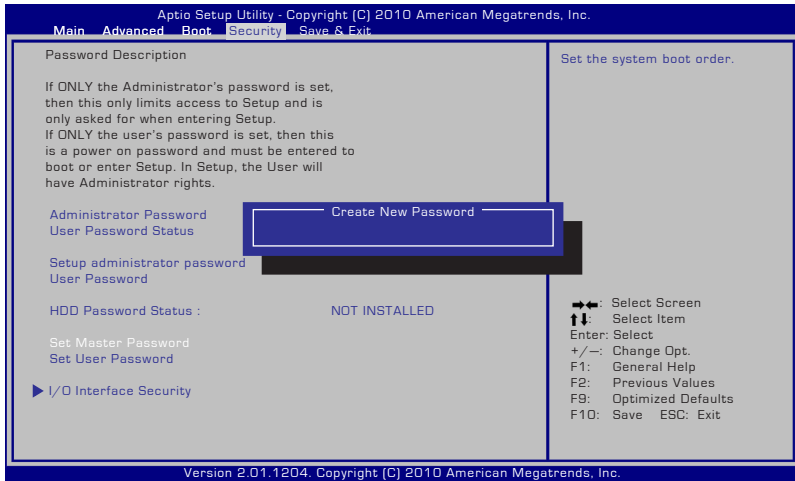 Aptio Setup Utility - Copyright (C) 2010 American Megatrends, Inc.
Main Advanced Boot Security Save & Exit
Password Description
If ONLY the Administrator's password is set,
then this only limits access to Setup and is
only asked for when entering Setup.
If ONLY the user's password is set, then this
is a power on password and must be entered to
boot or enter Setup. In Setup, the User will
have Administrator rights.
Administrator Password
User Password Status
Setup administrator password
User Password
HDD Password Status : NOT INSTALLED
Set Master Password
Set User Password
I/O Interface Security
Create New Password
Set the system boot order.
→←: Select Screen
↑↓: Select Item
Enter: Select
+/—: Change Opt.
F1: General Help
F2: Previous Values
F9: Optimized Defaults
F10: Save ESC: Exit
Version 2.01.1204. Copyright (C) 2010 American Megatrends, Inc.